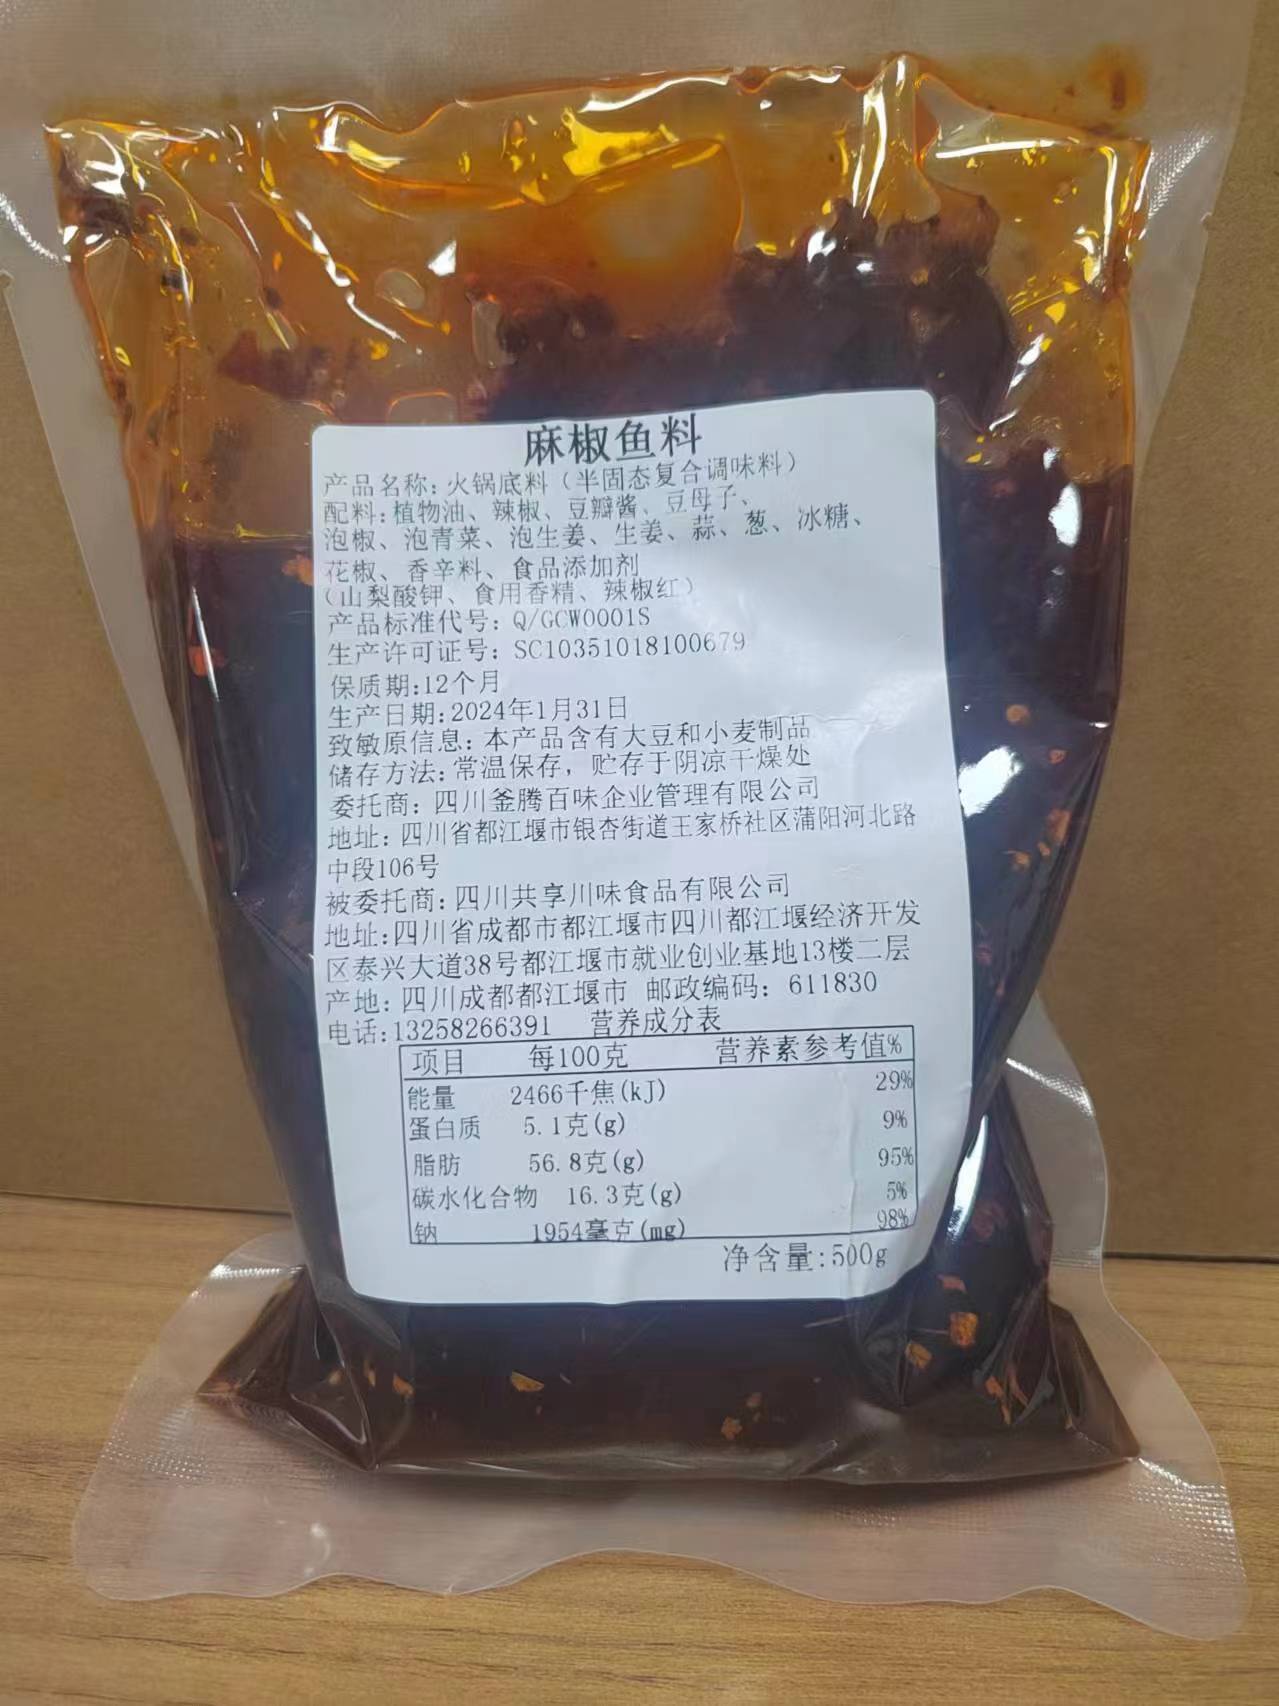 麻椒鱼料
产品名称：火锅底料（半固态复合调味料）
配料：植物油、辣椒、豆瓣酱、豆母子、
泡椒、泡青菜、泡生姜、生姜、蒜、葱、冰糖、
花椒、香辛料、食品添加剂
（山梨酸钾、食用香精、辣椒红）
产品标准代号：Q/GCW0001S
生产许可证号：SC10351018100679
保质期:12个月
生产日期:2024年1月31日
致敏原信息：本产品含有大豆和小麦制品
储存方法：常温保存，贮存于阴凉干燥处
委托商：四川釜腾百味企业管理有限公司
地址：四川省都江堰市银杏街道王家桥社区蒲阳河北路
中段106号
被委托商：四川共享川味食品有限公司
地址:四川省成都市都江堰市四川都江堰经济开发
区泰兴大道38号都江堰市就业创业基地13楼二层
产地：四川成都都江堰市 邮政编码：611830
电话:13258266391 营养成分表
项目 每100克 营养素参考值%
能量 2466千焦(kJ) 29%
蛋白质 5.1克(g) 9%
脂肪 56.8克(g) 95%
碳水化合物 16.3克(g) 5%
钠 1954毫克(mg) 98%
净含量:500g